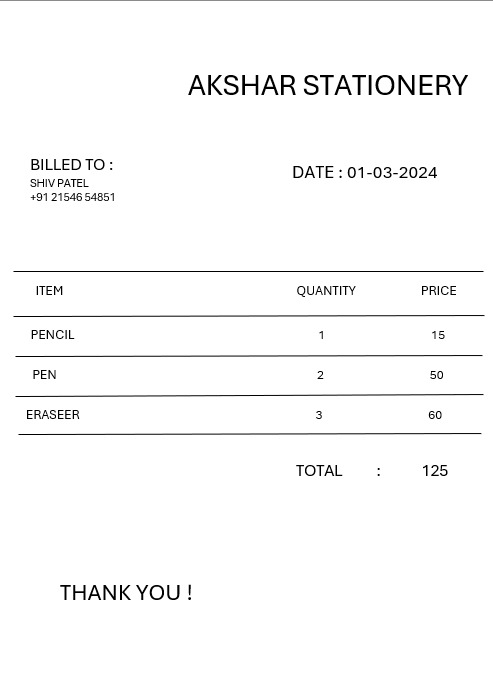 AKSHAR STATIONERY
BILLED TO :
SHIV PATEL
+91 21546 54851
DATE : 01-03-2024
ITEM QUANTITY PRICE
PENCIL 1 15
PEN 2 50
ERASEER 3 60
TOTAL : 125
THANK YOU !